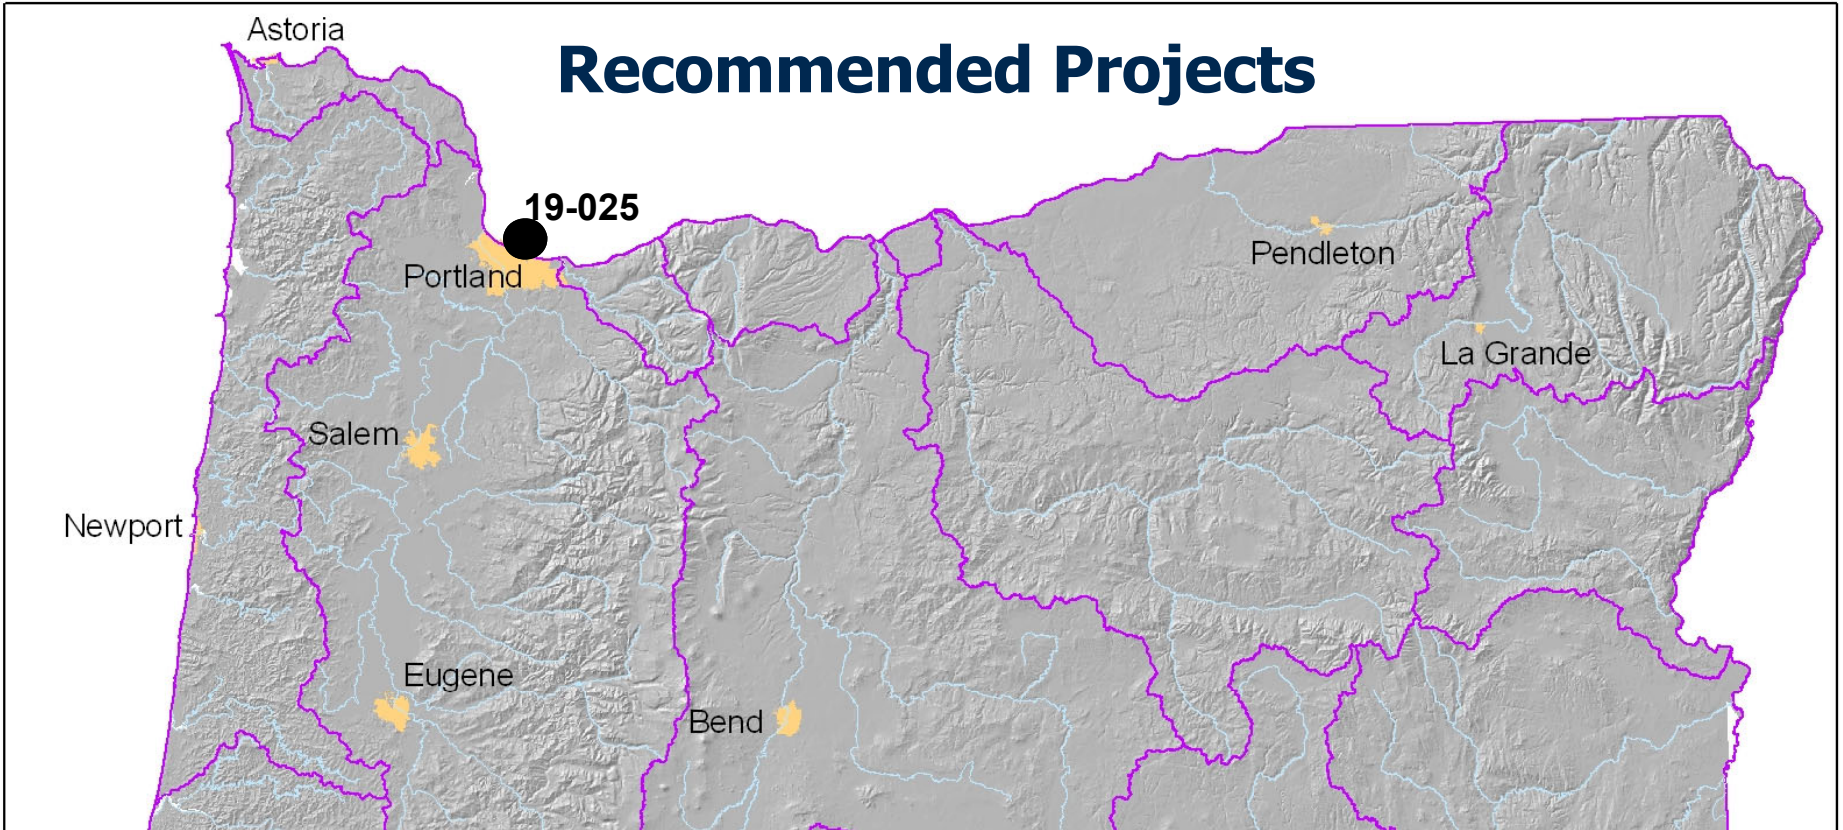 Astoria
Recommended Projects
19-025
Portland
Pendleton
La Grande
Salem
Newport
Eugene
Bend